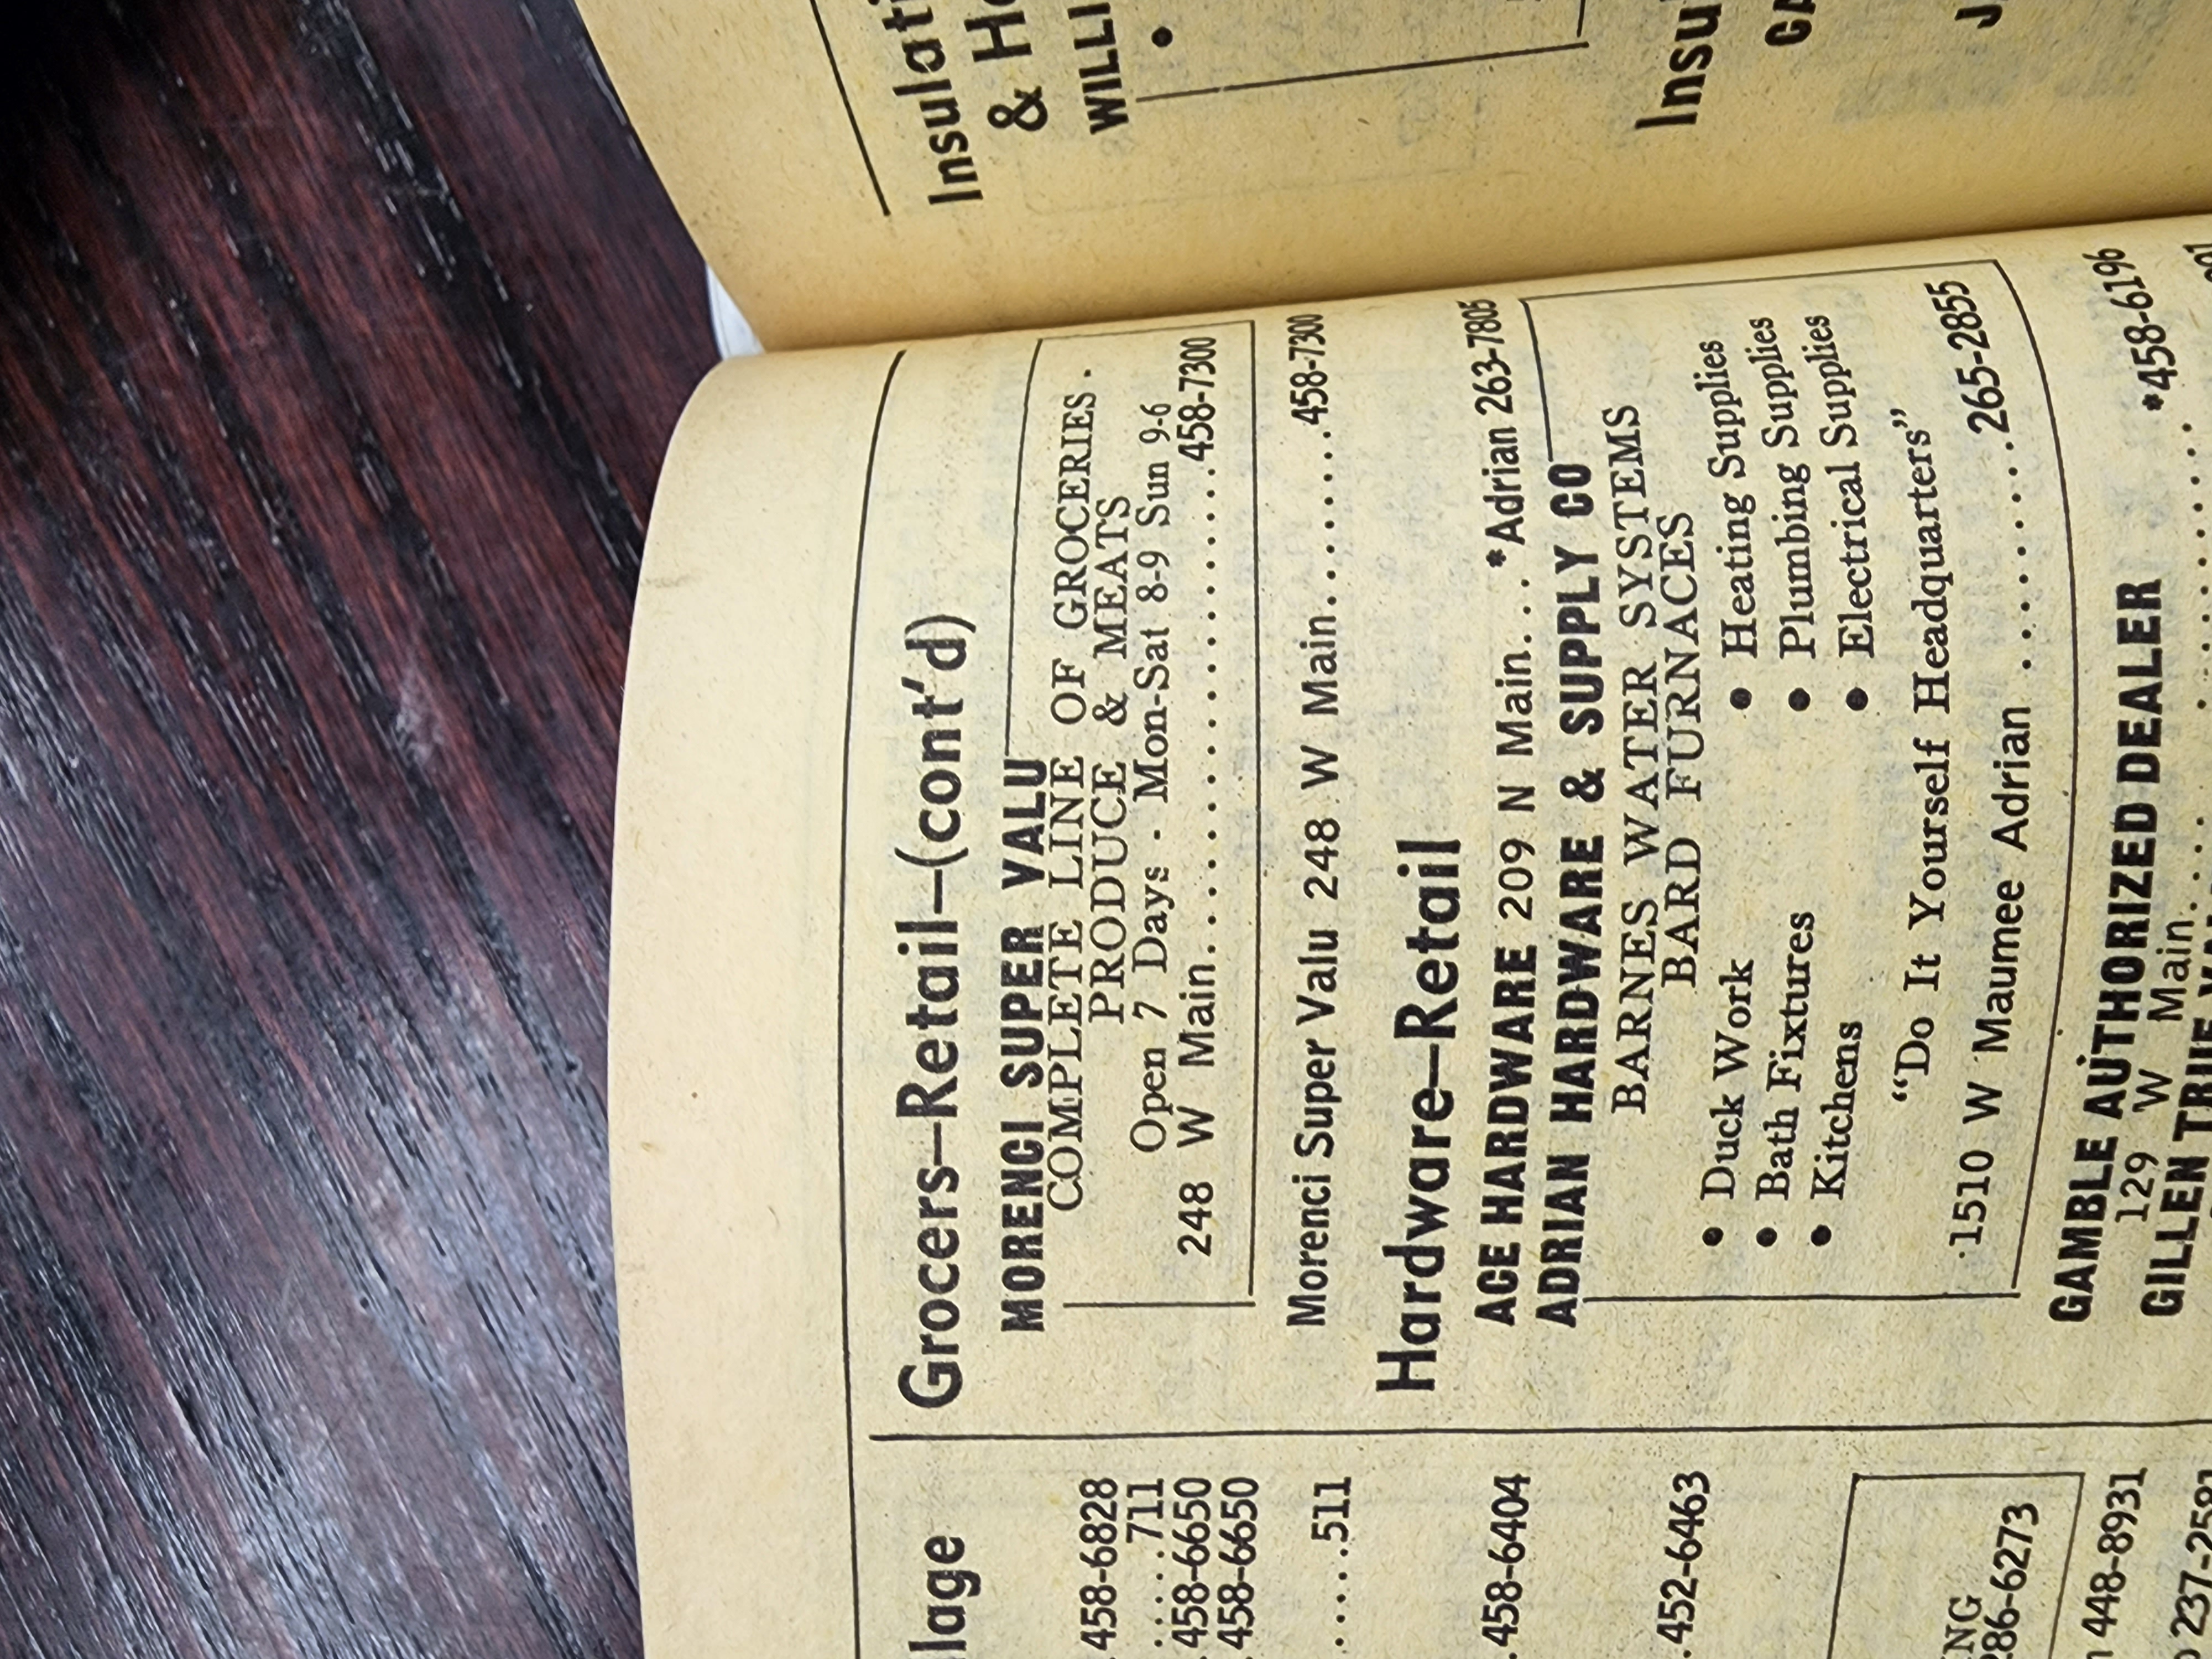 lage
458-6828
.....711
458-6650
458-6650
.....511
.458-6404
.452-6463
NG
286-6273
448-8931
Grocers—Retail—(cont'd)
MORENCI SUPER VALU
COMPLETE LINE OF GROCERIES.
PRODUCE & MEATS
Open 7 Days - Mon-Sat 8-9 Sun 9-6
248 W Main....................458-7300
Morenci Super Valu 248 W Main.........458-7300
Hardware—Retail
ACE HARDWARE 209 N Main...*Adrian 263-7805
ADRIAN HARDWARE & SUPPLY CO
BARNES WATER SYSTEMS
BARD FURNACES
• Duck Work • Heating Supplies
• Bath Fixtures • Plumbing Supplies
• Kitchens • Electrical Supplies
"Do It Yourself Headquarters"
1510 W Maumee Adrian .........265-2855
GAMBLE AUTHORIZED DEALER
129 W Main.................*458-6196
GILLEN TRUE
Insulati
& H
WILLI
•
Insu